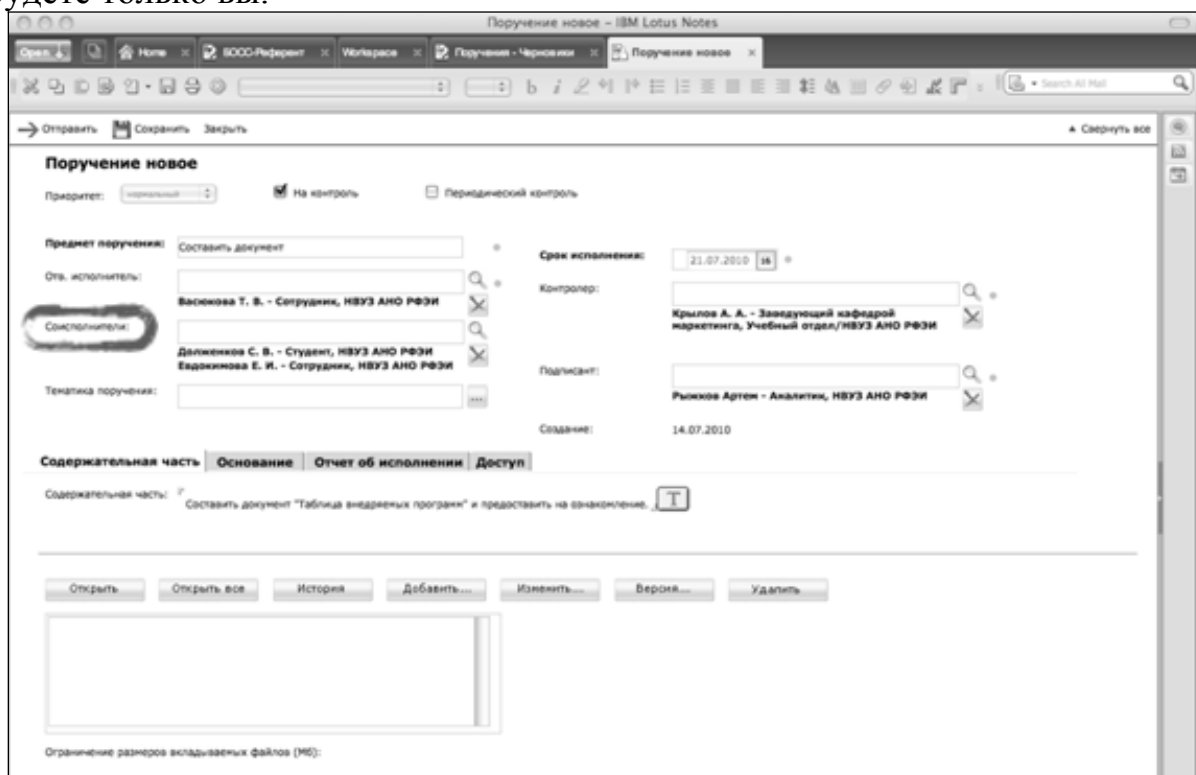 удете только вы.
Поручение новое – IBM Lotus Notes
Open Home × БОСС-Референт × Workspace × Поручения - Черновики × Поручение новое ×
b i Search All Mail
Отправить Сохранить Закрыть Свернуть все
Поручение новое
Приоритет: нормальный На контроль Периодический контроль
Предмет поручения: Составить документ
Срок исполнения: 21.07.2010 16
Отв. исполнитель:
Васюкова Т. В. - Сотрудник, НВУЗ АНО РФЭИ
Контролер:
Крылов А. А. - Заведующий кафедрой
маркетинга, Учебный отдел/НВУЗ АНО РФЭИ
Соисполнители:
Долженков С. В. - Студент, НВУЗ АНО РФЭИ
Евдокимова Е. И. - Сотрудник, НВУЗ АНО РФЭИ
Подписант:
Рыжков Артем - Аналитик, НВУЗ АНО РФЭИ
Тематика поручения: ...
Создание: 14.07.2010
Содержательная часть Основание Отчет об исполнении Доступ
Содержательная часть: Составить документ "Таблица внедряемых программ" и предоставить на ознакомление. T
Открыть Открыть все История Добавить... Изменить... Версия... Удалить
Ограничение размеров вкладываемых файлов (Мб):